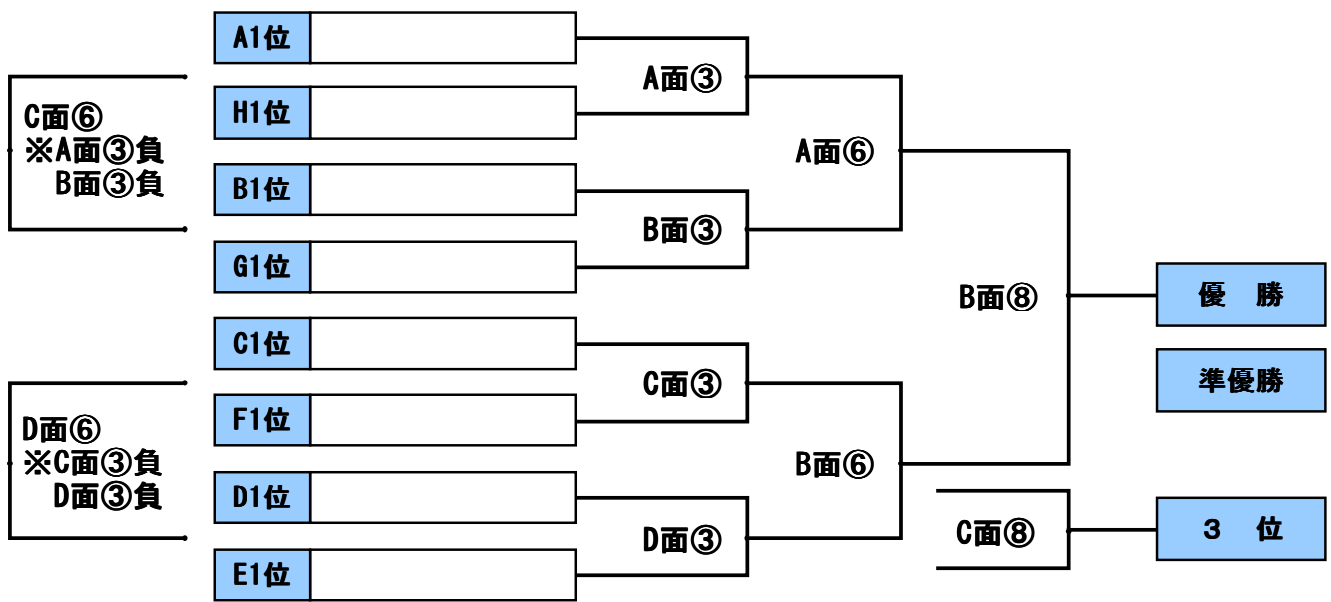 A1位
A面③
H1位
C面⑥
※A面③負
B面③負
A面⑥
B1位
B面③
G1位
B面⑧
優　勝
C1位
準優勝
C面③
F1位
D面⑥
※C面③負
D面③負
B面⑥
D1位
D面③
C面⑧
３　位
E1位